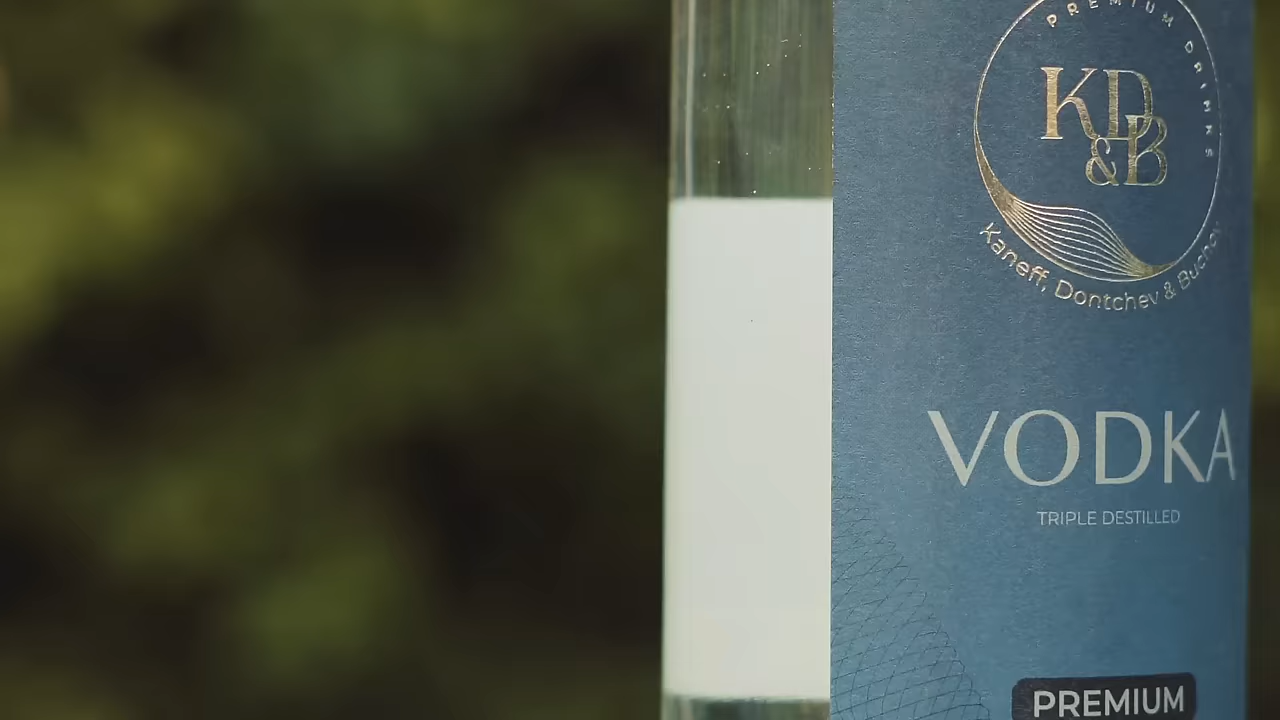 PREMIUM DRINKS
KD
&B
Kaneff, Dontchev & Buchov
VODKA
TRIPLE DESTILLED
PREMIUM